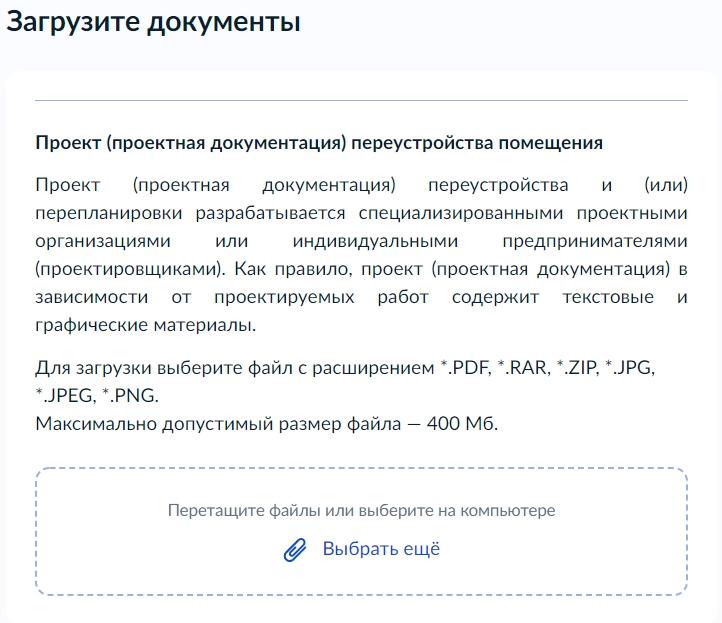 Загрузите документы
Проект (проектная документация) переустройства помещения
Проект (проектная документация) переустройства и (или)
перепланировки разрабатывается специализированными проектными
организациями или индивидуальными предпринимателями
(проектировщиками). Как правило, проект (проектная документация) в
зависимости от проектируемых работ содержит текстовые и
графические материалы.
Для загрузки выберите файл с расширением *.PDF, *.RAR, *.ZIP, *.JPG,
*.JPEG, *.PNG.
Максимально допустимый размер файла — 400 Мб.
Перетащите файлы или выберите на компьютере
Выбрать ещё